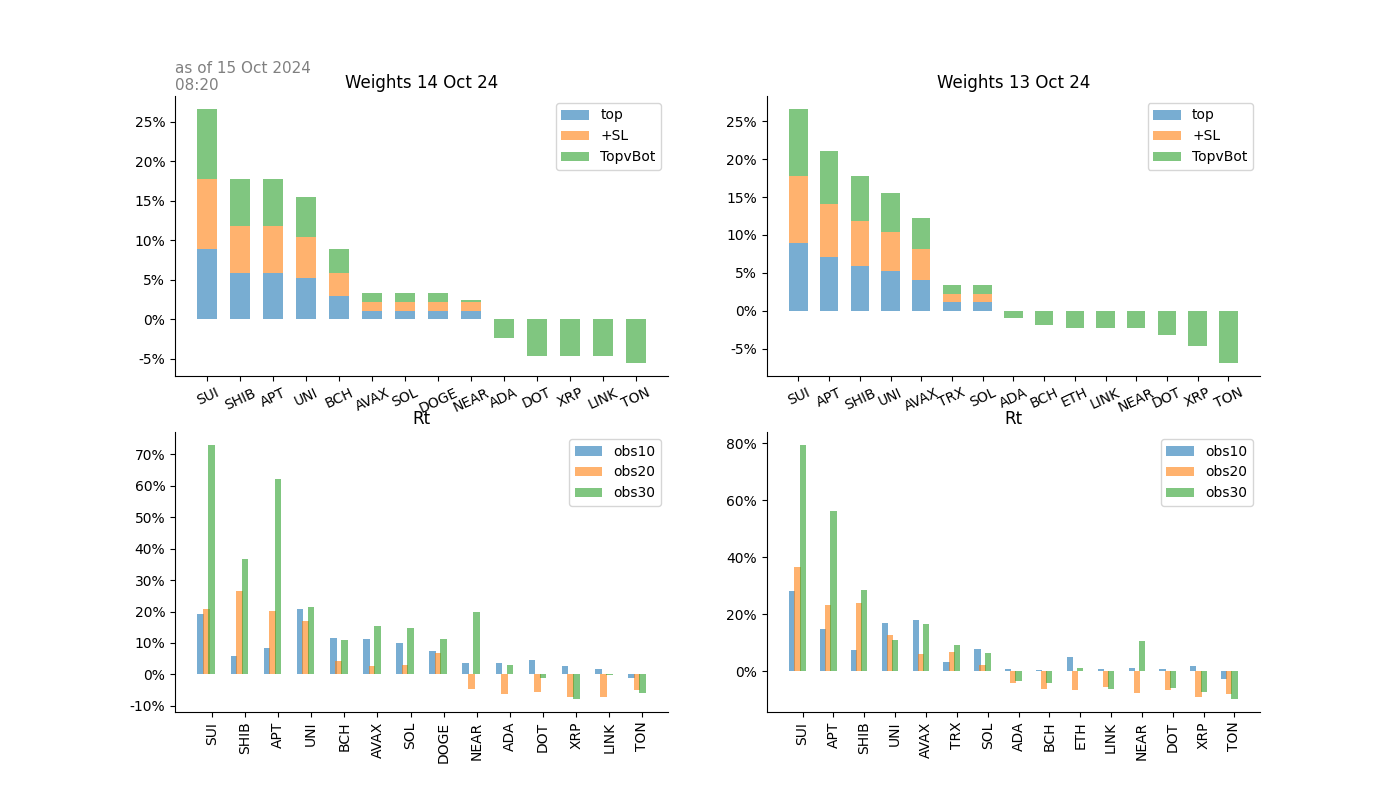 as of 15 Oct 2024
08:20
Weights 14 Oct 24
25%
20%
15%
10%
5%
0%
-5%
top
+SL
TopvBot
SUI SHIB APT UNI BCH AVAX SOL DOGE NEAR ADA DOT XRP LINK TON
Weights 13 Oct 24
25%
20%
15%
10%
5%
0%
-5%
top
+SL
TopvBot
SUI APT SHIB UNI AVAX TRX SOL ADA BCH ETH LINK NEAR DOT XRP TON
Rt
70%
60%
50%
40%
30%
20%
10%
0%
-10%
obs10
obs20
obs30
SUI SHIB APT UNI BCH AVAX SOL DOGE NEAR ADA DOT XRP LINK TON
Rt
80%
60%
40%
20%
0%
obs10
obs20
obs30
SUI APT SHIB UNI AVAX TRX SOL ADA BCH ETH LINK NEAR DOT XRP TON